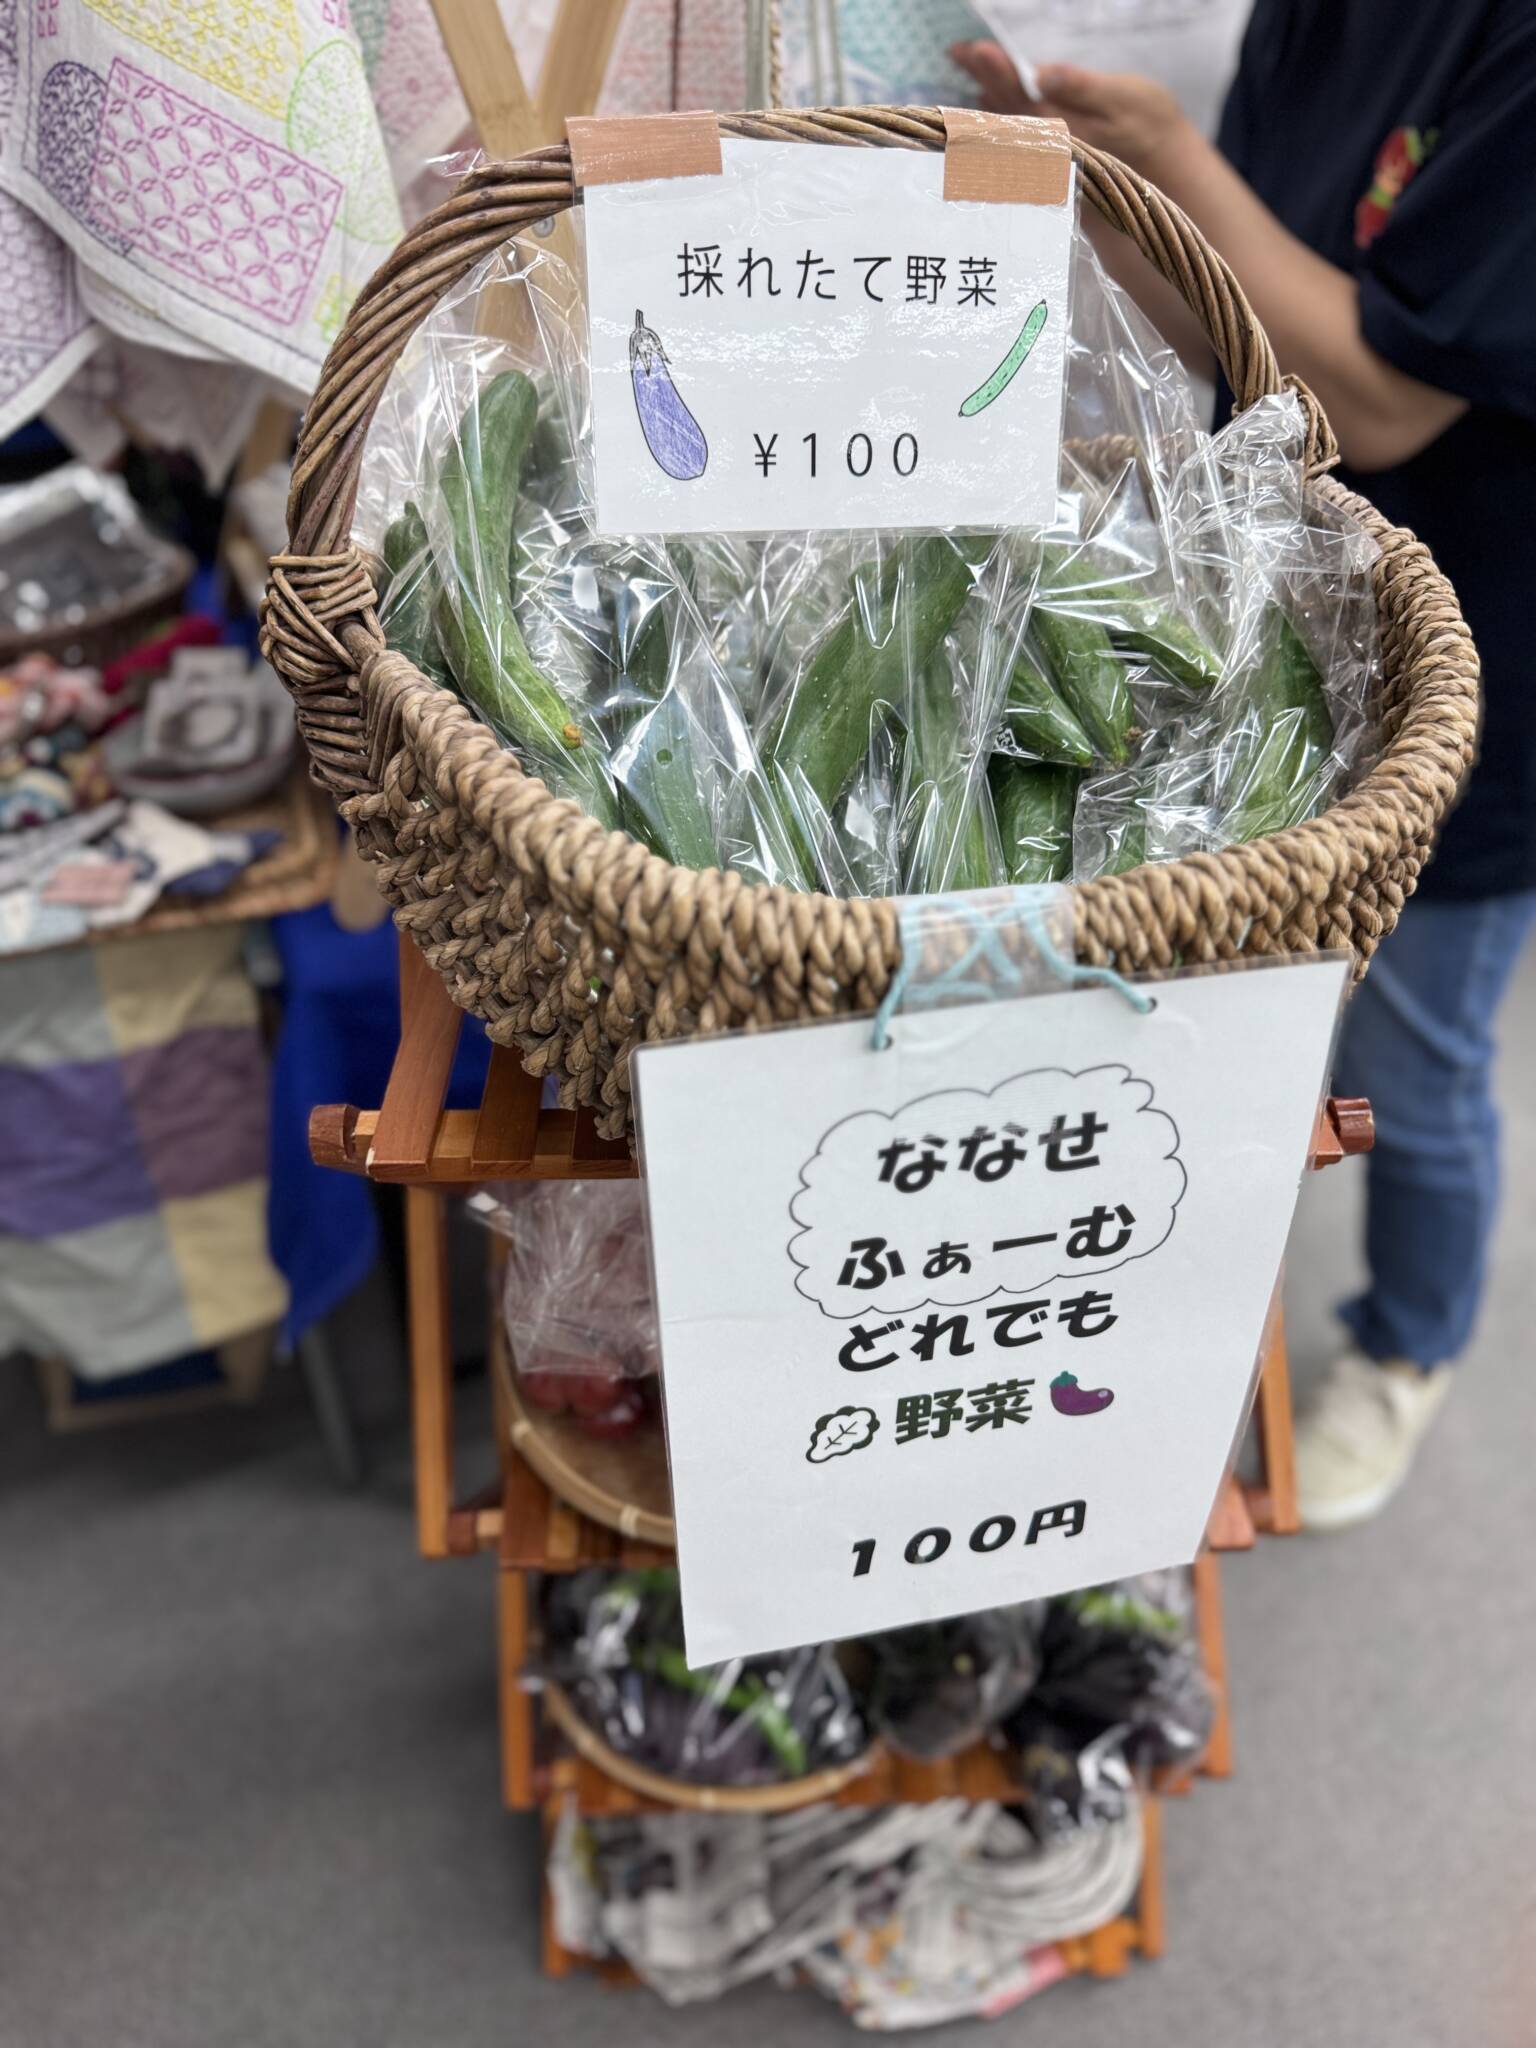 採れたて野菜
￥１００
ななせ
ふぁーむ
どれでも
野菜
１００円